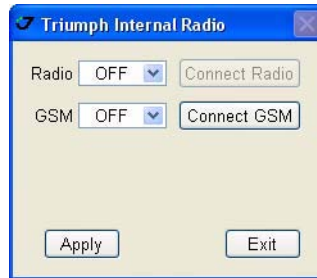 Triumph Internal Radio
Radio OFF Connect Radio
GSM OFF Connect GSM
Apply Exit